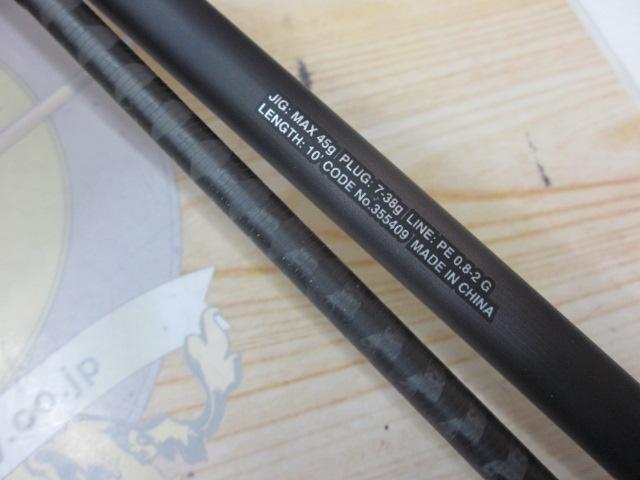 JIG: MAX 45g PLUG: 7-38g LINE: PE 0.8-2 G
LENGTH: 10' CODE No.355409 MADE IN CHINA
.co.jp